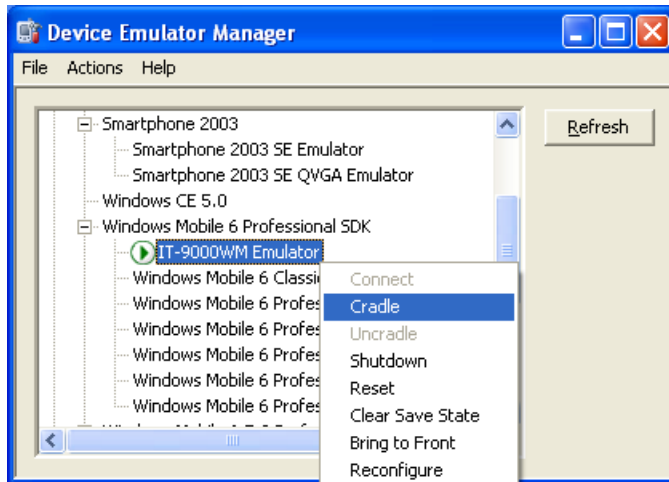 Device Emulator Manager
File Actions Help
Refresh
Smartphone 2003
Smartphone 2003 SE Emulator
Smartphone 2003 SE QVGA Emulator
Windows CE 5.0
Windows Mobile 6 Professional SDK
IT-9000WM Emulator
Windows Mobile 6 Classi
Windows Mobile 6 Profes
Windows Mobile 6 Profes
Windows Mobile 6 Profes
Windows Mobile 6 Profes
Windows Mobile 6 Profes
Connect
Cradle
Uncradle
Shutdown
Reset
Clear Save State
Bring to Front
Reconfigure